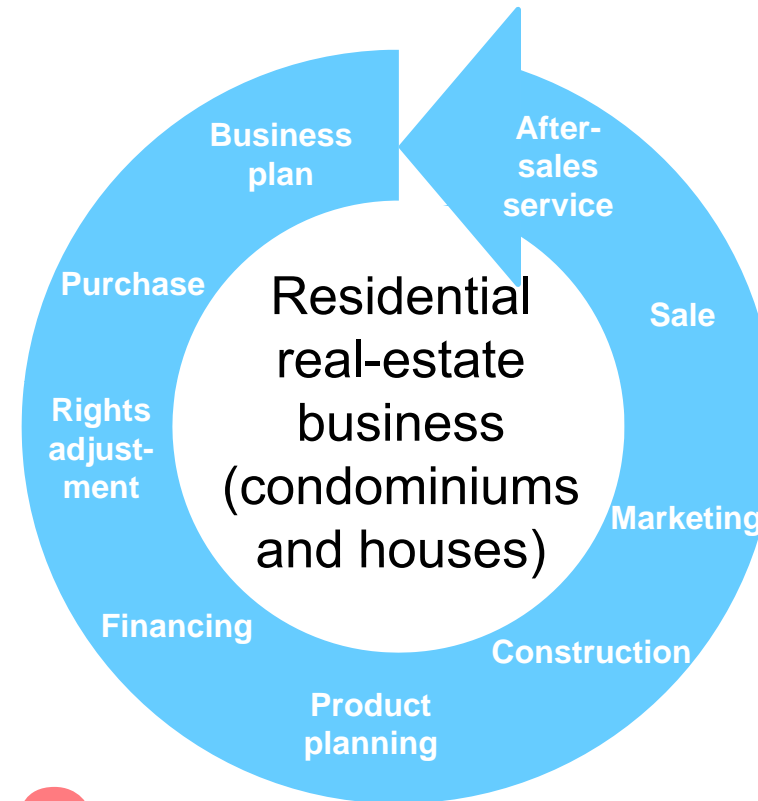 Business
plan
Purchase
Rights
adjust-
ment
Financing
Product
planning
Construction
Marketing
Sale
After-
sales
service
Residential
real-estate
business
(condominiums
and houses)